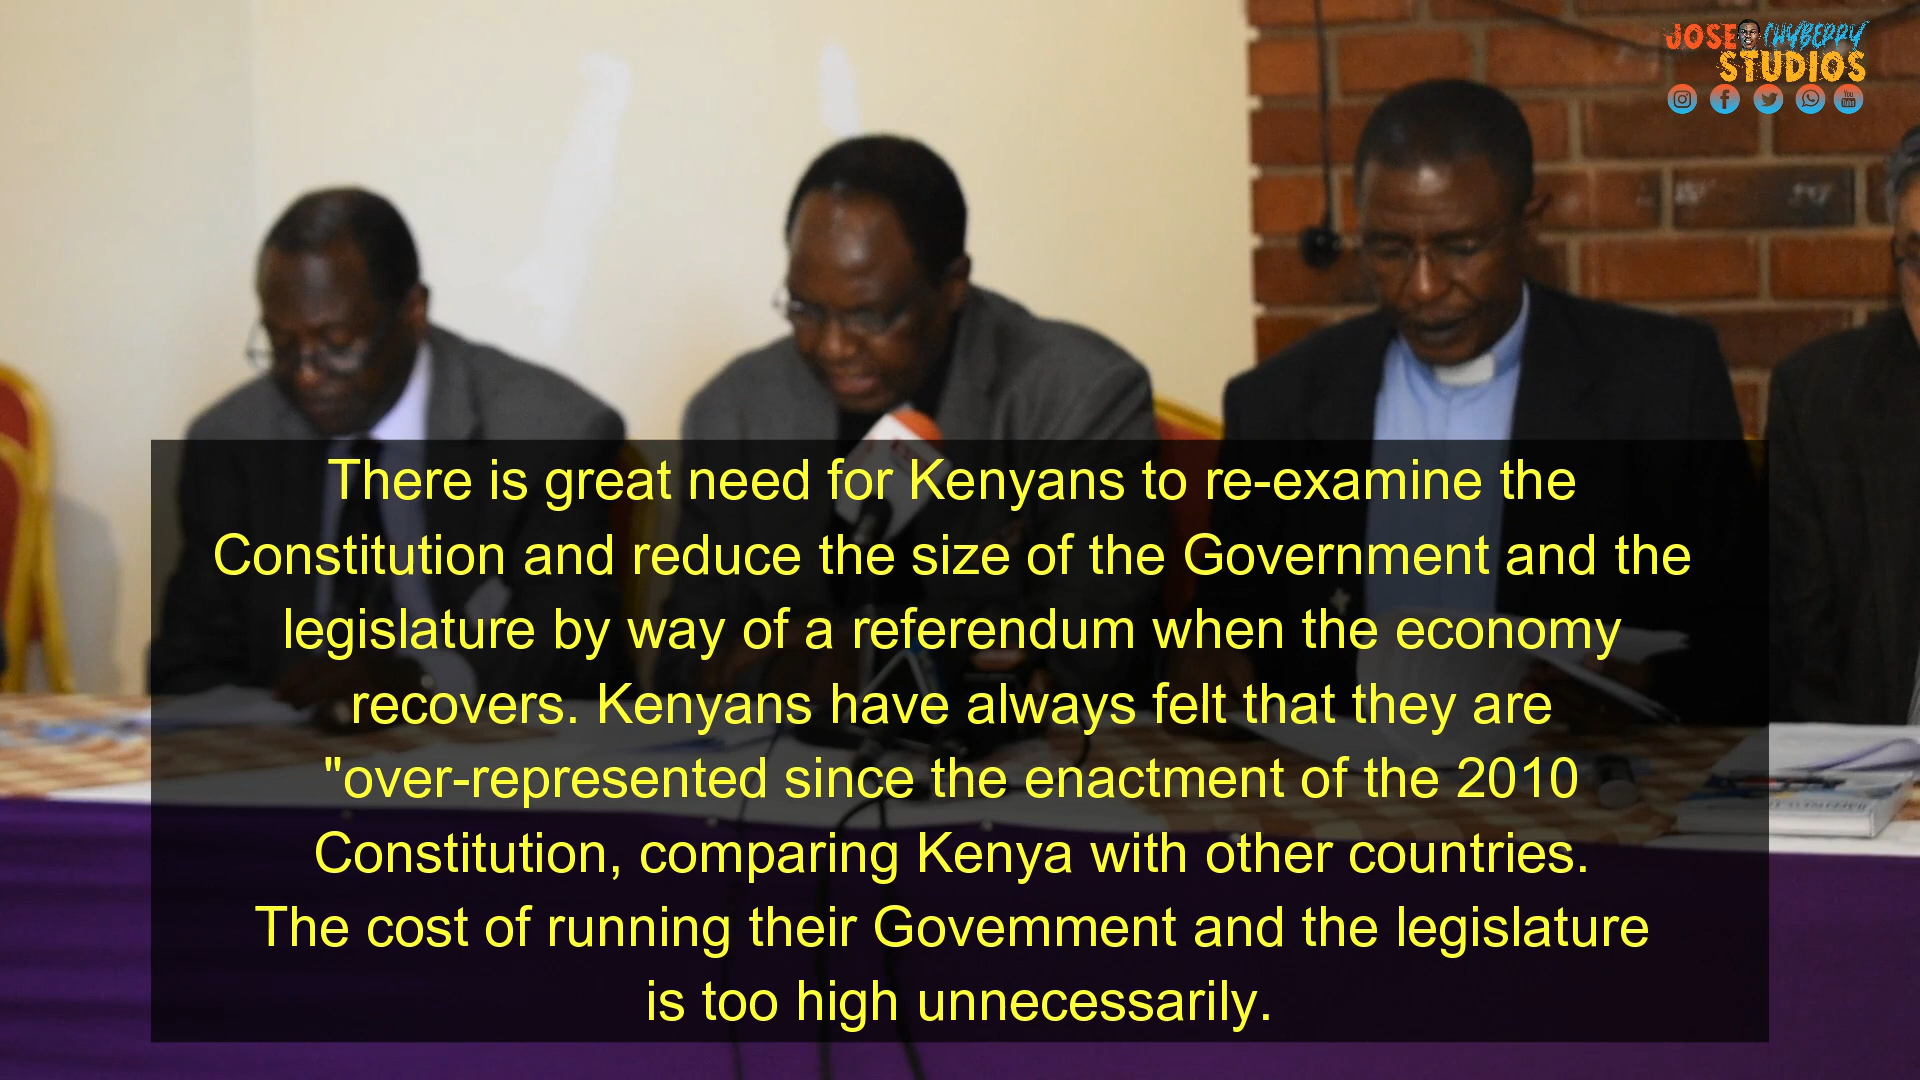 JOSE CHYBERRY
STUDIOS
You
Tube
There is great need for Kenyans to re-examine the
Constitution and reduce the size of the Government and the
legislature by way of a referendum when the economy
recovers. Kenyans have always felt that they are
"over-represented since the enactment of the 2010
Constitution, comparing Kenya with other countries.
The cost of running their Govemment and the legislature
is too high unnecessarily.